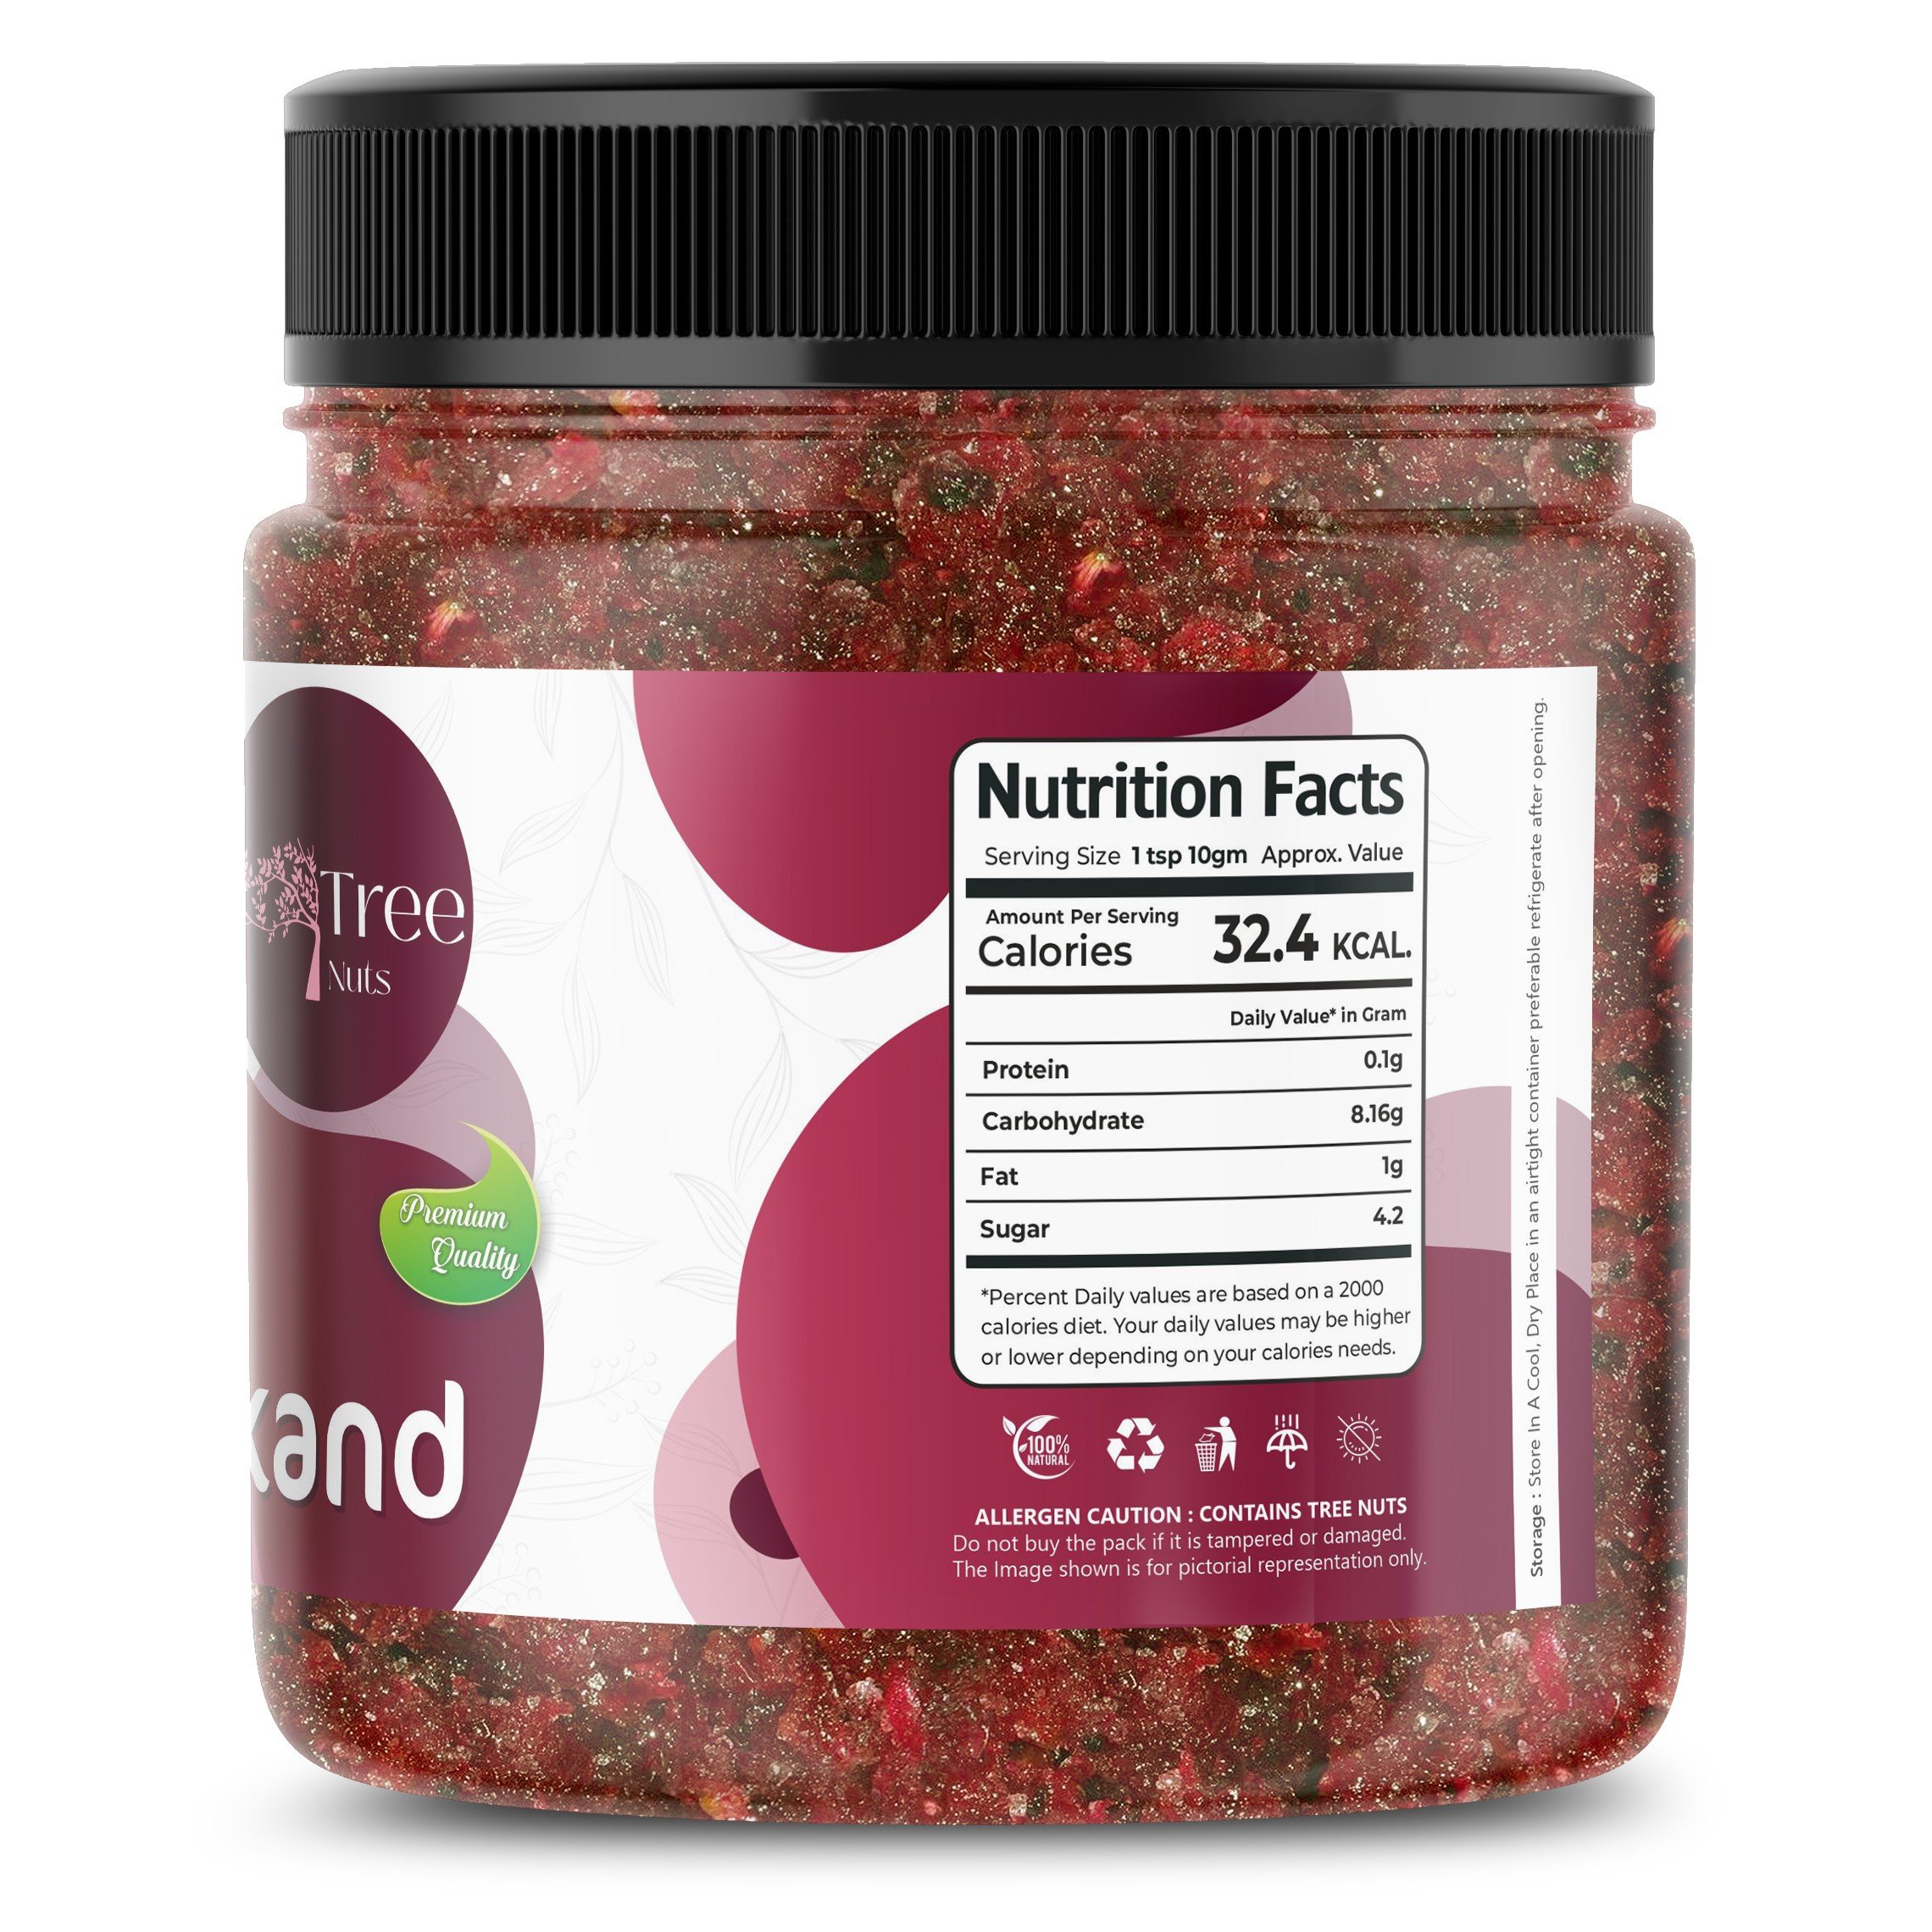 Tree
Nuts
Premium
Quality
kand
Nutrition Facts
Serving Size 1 tsp 10gm Approx. Value
Amount Per Serving
Calories 32.4 KCAL.
Daily Value* in Gram
Protein 0.1g
Carbohydrate 8.16g
Fat 1g
Sugar 4.2
*Percent Daily values are based on a 2000
calories diet. Your daily values may be higher
or lower depending on your calories needs.
100%
NATURAL
ALLERGEN CAUTION : CONTAINS TREE NUTS
Do not buy the pack if it is tampered or damaged.
The Image shown is for pictorial representation only.
Storage : Store In A Cool, Dry Place in an airtight container preferable refrigerate after opening.